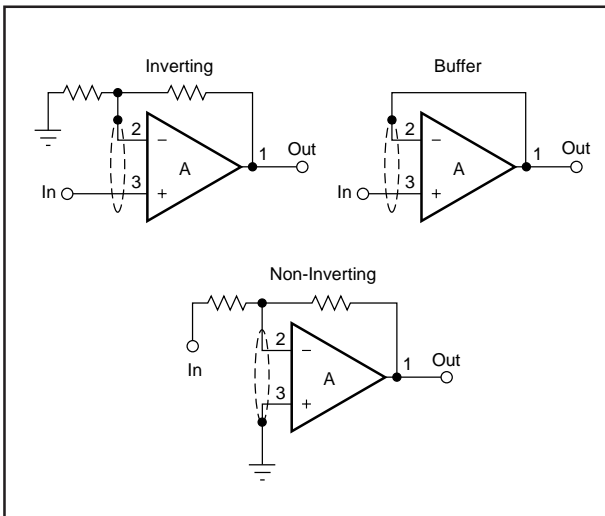 Inverting
2
−
A
3
+
1
Out
In
Buffer
2
−
A
3
+
1
Out
In
Non-Inverting
2
−
A
3
+
1
Out
In